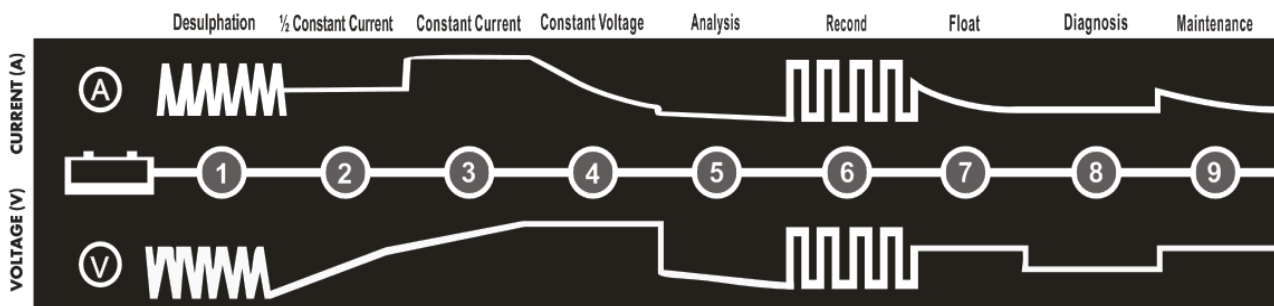 Desulphation ½ Constant Current Constant Current Constant Voltage Analysis Recond Float Diagnosis Maintenance
CURRENT (A)
A
1 2 3 4 5 6 7 8 9
VOLTAGE (V)
V